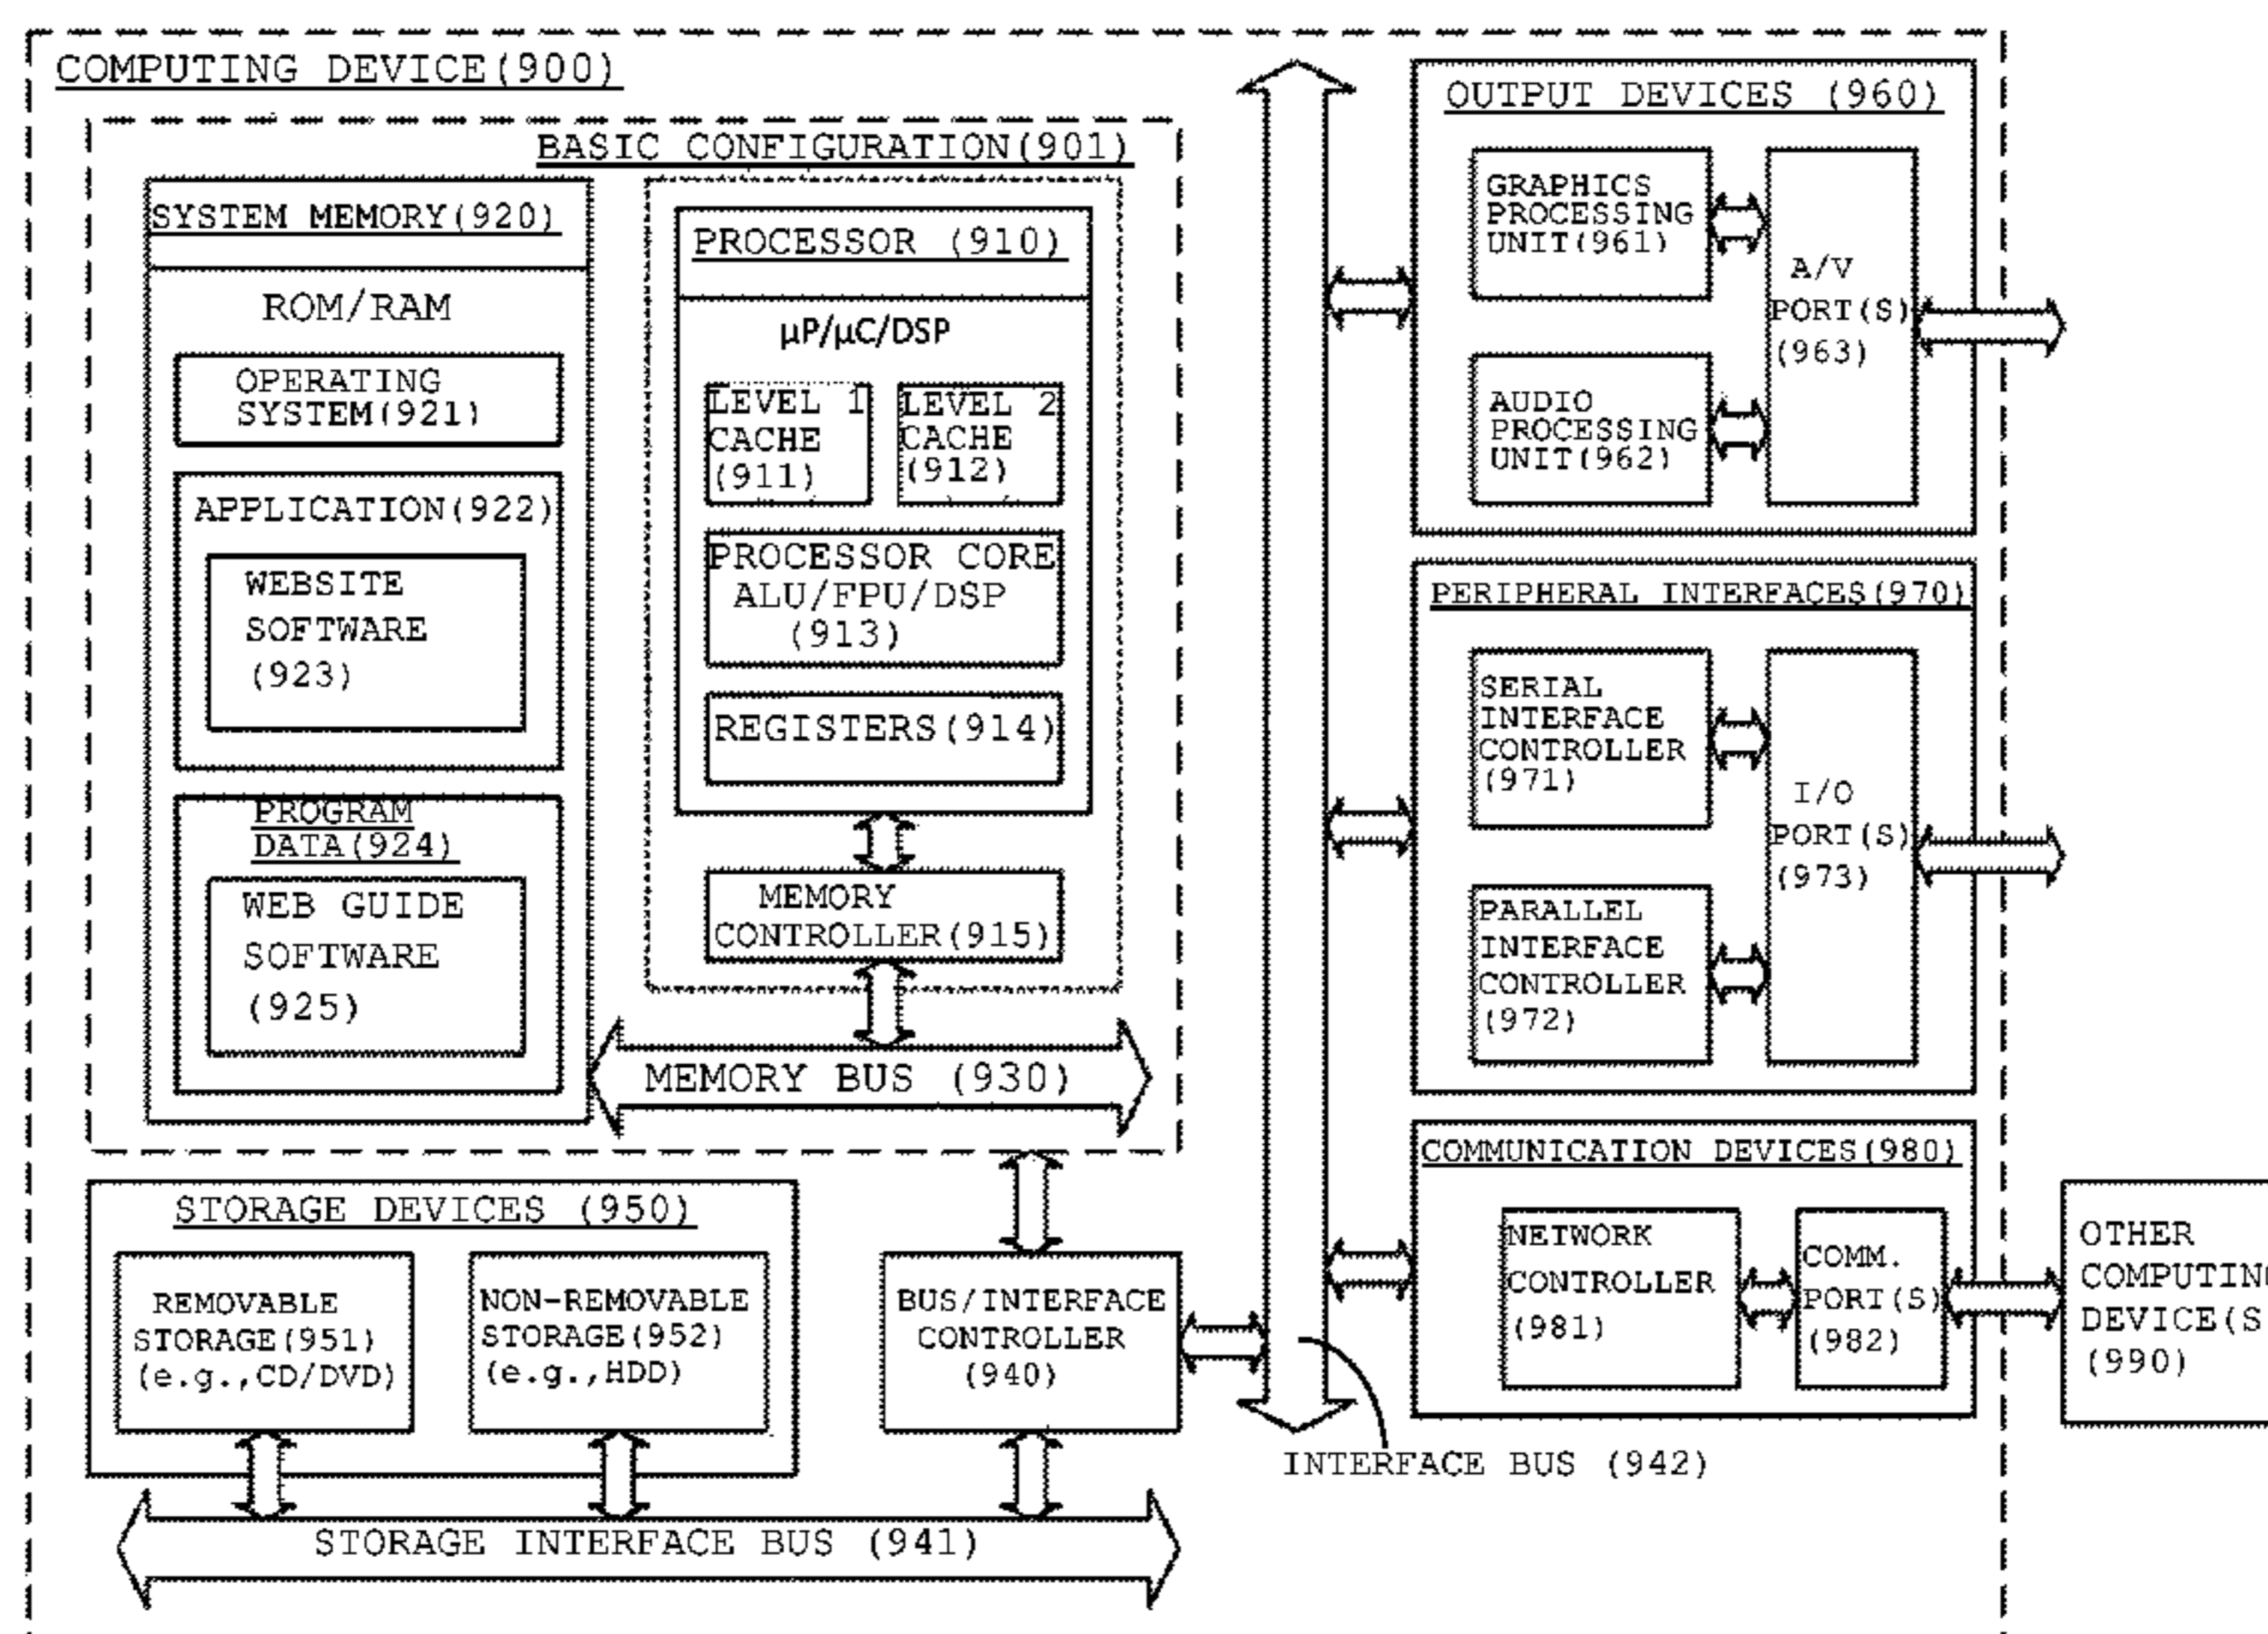 COMPUTING DEVICE(900)
BASIC CONFIGURATION(901)
SYSTEM MEMORY(920)
ROM/RAM
OPERATING
SYSTEM(921)
APPLICATION(922)
WEBSITE
SOFTWARE
(923)
PROGRAM
DATA(924)
WEB GUIDE
SOFTWARE
(925)
PROCESSOR (910)
µP/µC/DSP
LEVEL 1
CACHE
(911)
LEVEL 2
CACHE
(912)
PROCESSOR CORE
ALU/FPU/DSP
(913)
REGISTERS(914)
MEMORY
CONTROLLER(915)
MEMORY BUS (930)
STORAGE DEVICES (950)
REMOVABLE
STORAGE(951)
(e.g.,CD/DVD)
NON-REMOVABLE
STORAGE(952)
(e.g.,HDD)
BUS/INTERFACE
CONTROLLER
(940)
STORAGE INTERFACE BUS (941)
INTERFACE BUS (942)
OUTPUT DEVICES (960)
GRAPHICS
PROCESSING
UNIT(961)
AUDIO
PROCESSING
UNIT(962)
A/V
PORT(S)
(963)
PERIPHERAL INTERFACES(970)
SERIAL
INTERFACE
CONTROLLER
(971)
PARALLEL
INTERFACE
CONTROLLER
(972)
I/O
PORT(S)
(973)
COMMUNICATION DEVICES(980)
NETWORK
CONTROLLER
(981)
COMM.
PORT(S)
(982)
OTHER
COMPUTING
DEVICE(S
(990)